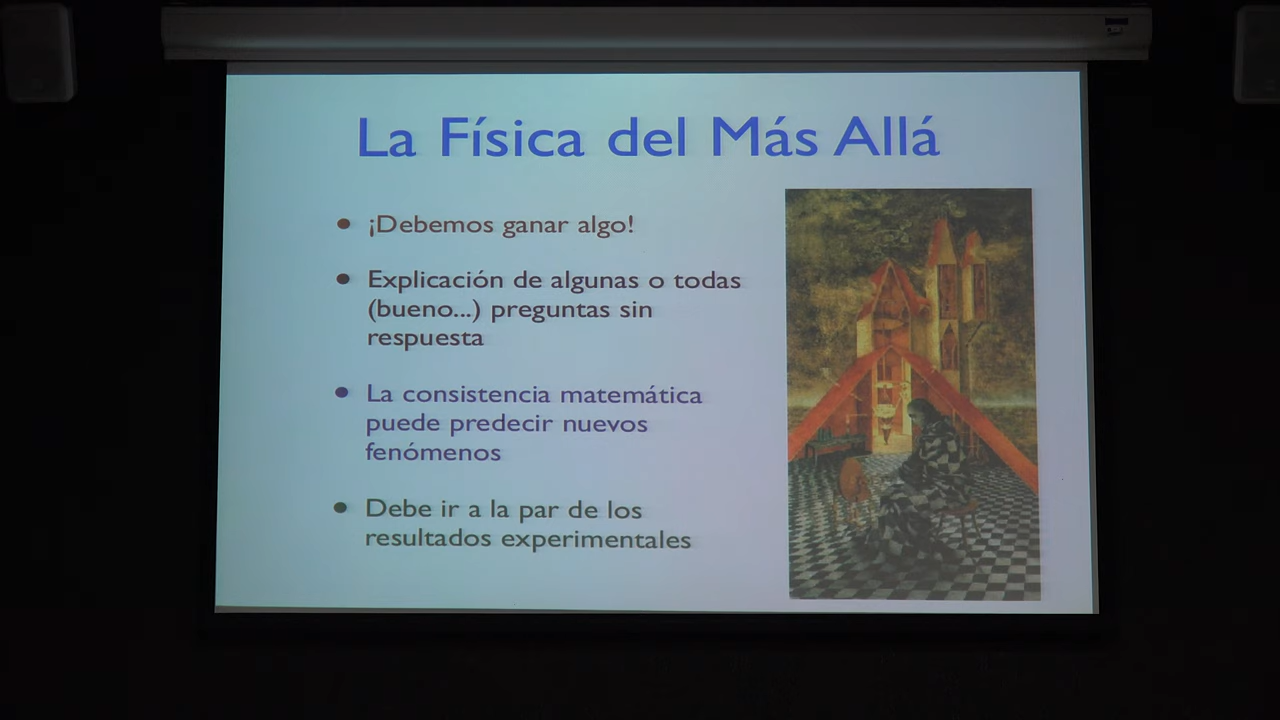 La Física del Más Allá
• ¡Debemos ganar algo!
• Explicación de algunas o todas
(bueno...) preguntas sin
respuesta
• La consistencia matemática
puede predecir nuevos
fenómenos
• Debe ir a la par de los
resultados experimentales